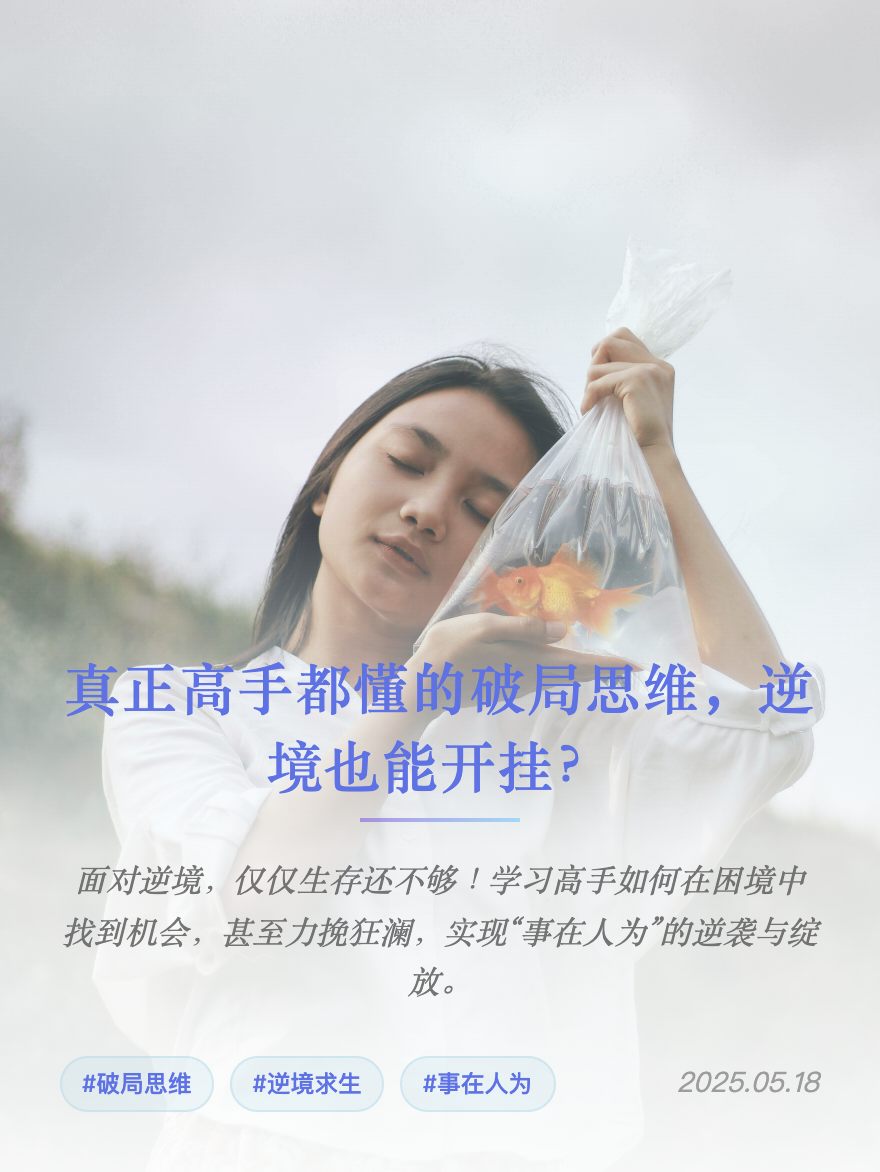 真正高手都懂的破局思维，逆
境也能开挂？
面对逆境，仅仅生存还不够！学习高手如何在困境中
找到机会，甚至力挽狂澜，实现“事在人为”的逆袭与绽
放。
#破局思维 #逆境求生 #事在人为 2025.05.18